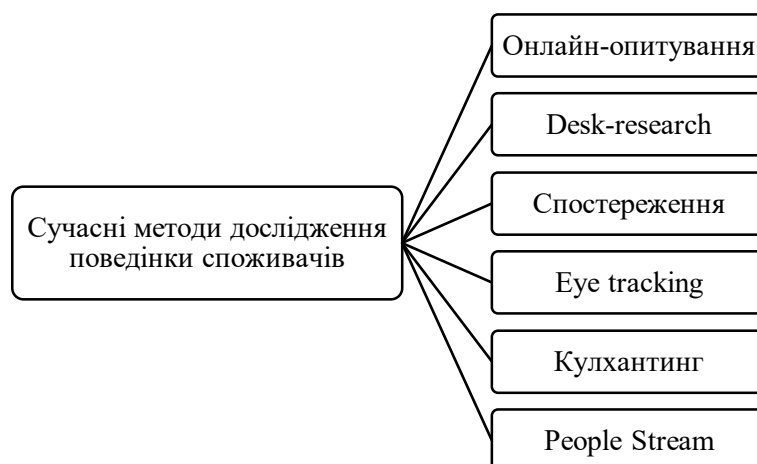 Сучасні методи дослідження
поведінки споживачів
Онлайн-опитування
Desk-research
Спостереження
Eye tracking
Кулхантинг
People Stream